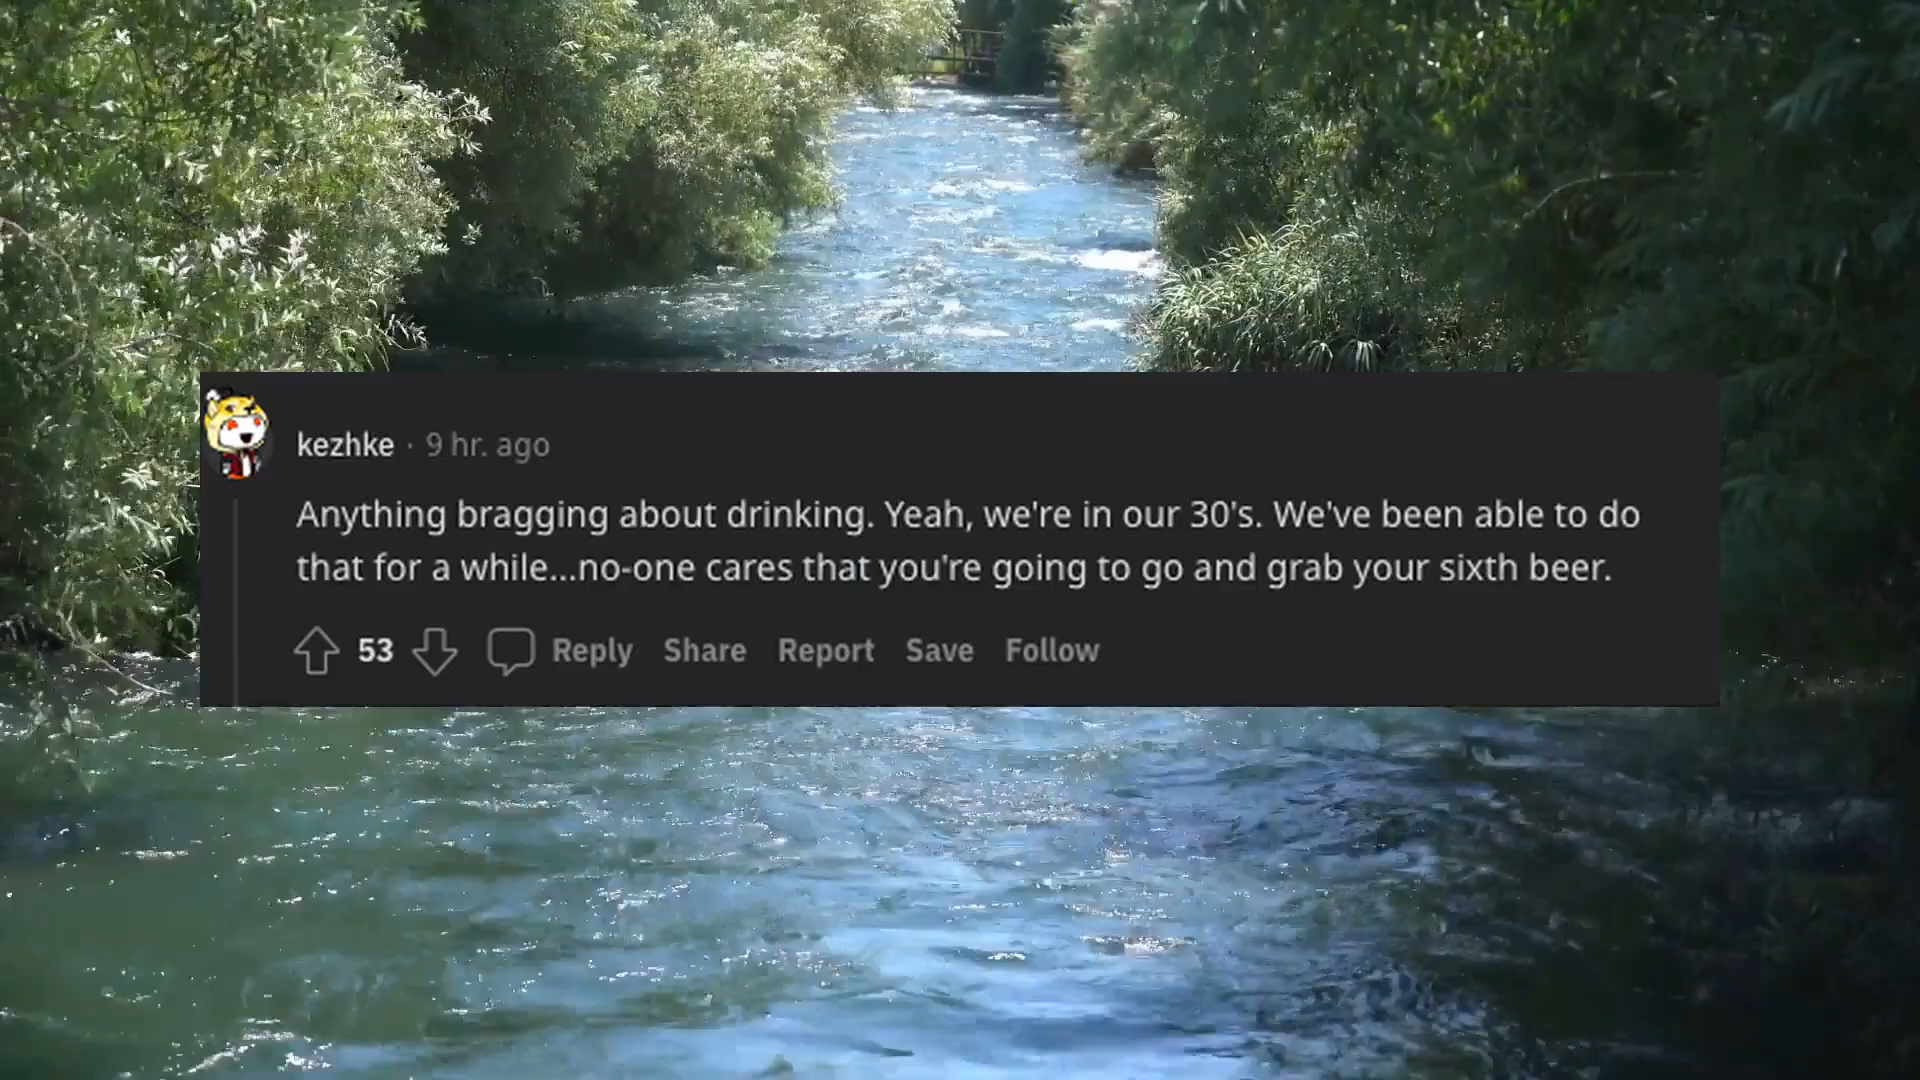 kezhke · 9 hr. ago
Anything bragging about drinking. Yeah, we're in our 30's. We've been able to do
that for a while...no-one cares that you're going to go and grab your sixth beer.
53 Reply Share Report Save Follow